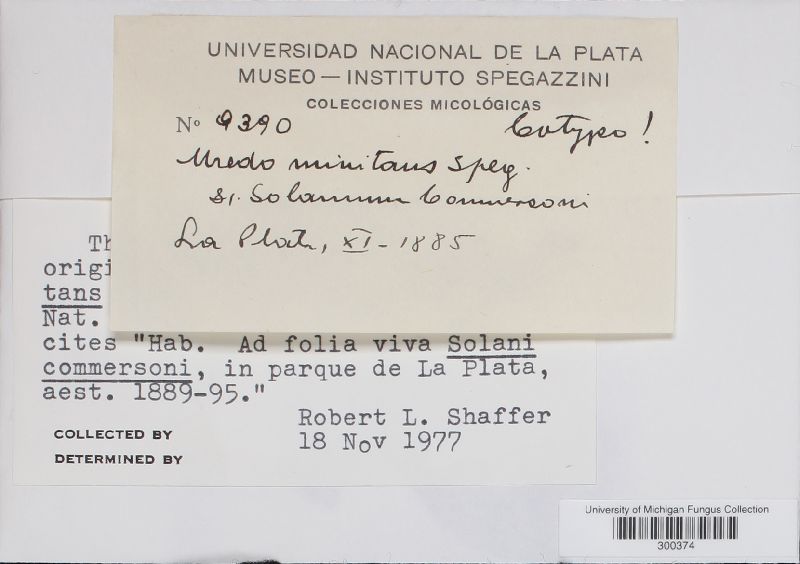 UNIVERSIDAD NACIONAL DE LA PLATA
MUSEO — INSTITUTO SPEGAZZINI
COLECCIONES MICOLÓGICAS
Nº 9390 Cotypo!
Uredo minitans Speg.
s/. Solanum Commersoni
La Plata, XI-1885
Th
origi
tans
Nat.
cites "Hab. Ad folia viva Solani
commersoni, in parque de La Plata,
aest. 1889-95."
Robert L. Shaffer
18 Nov 1977
COLLECTED BY
DETERMINED BY
University of Michigan Fungus Collection
300374